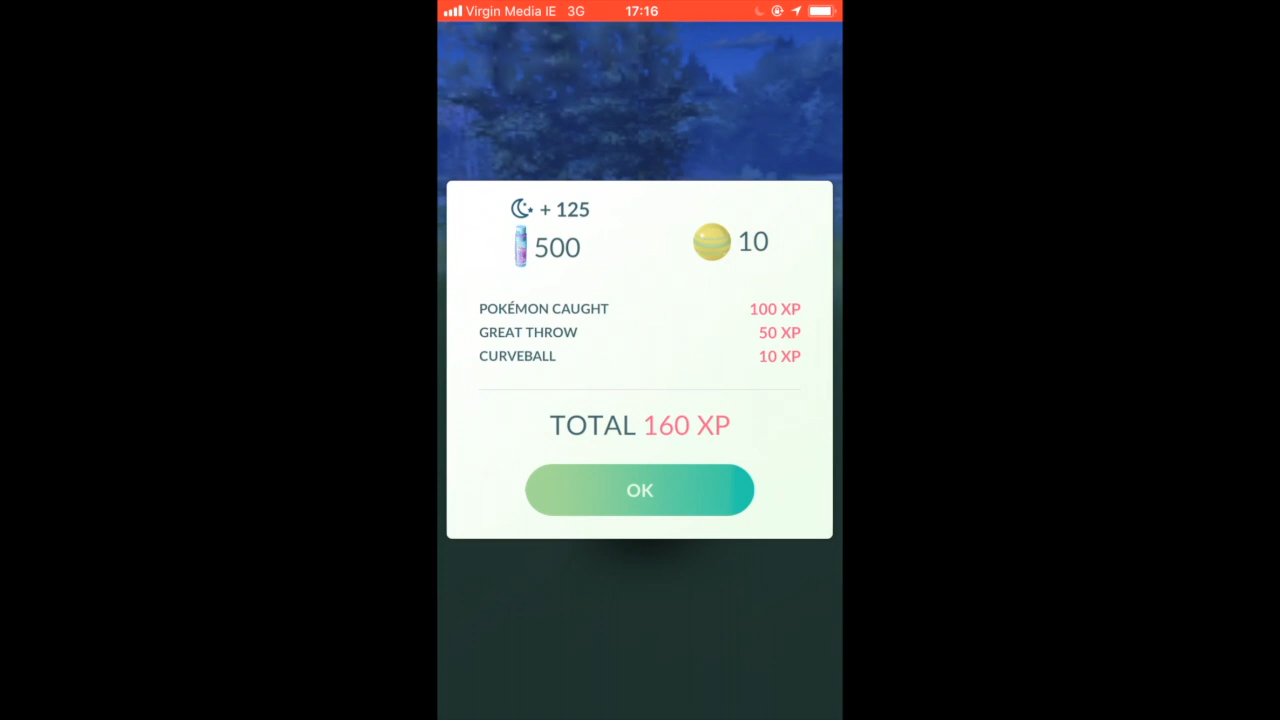 Virgin Media IE 3G 17:16
+ 125
500 10
POKÉMON CAUGHT 100 XP
GREAT THROW 50 XP
CURVEBALL 10 XP
TOTAL 160 XP
OK